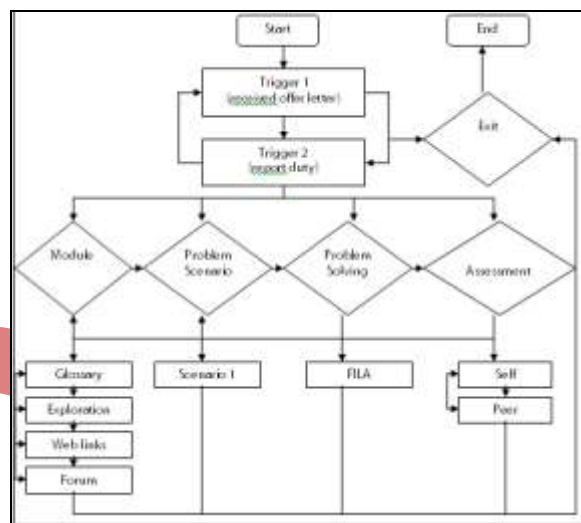 Start
End
Trigger 1
(received offer letter)
Exit
Trigger 2
(report duty)
Module
Problem
Scenario
Problem
Solving
Assessment
Glossary
Scenario 1
FILA
Self
Exploration
Peer
Web links
Forum